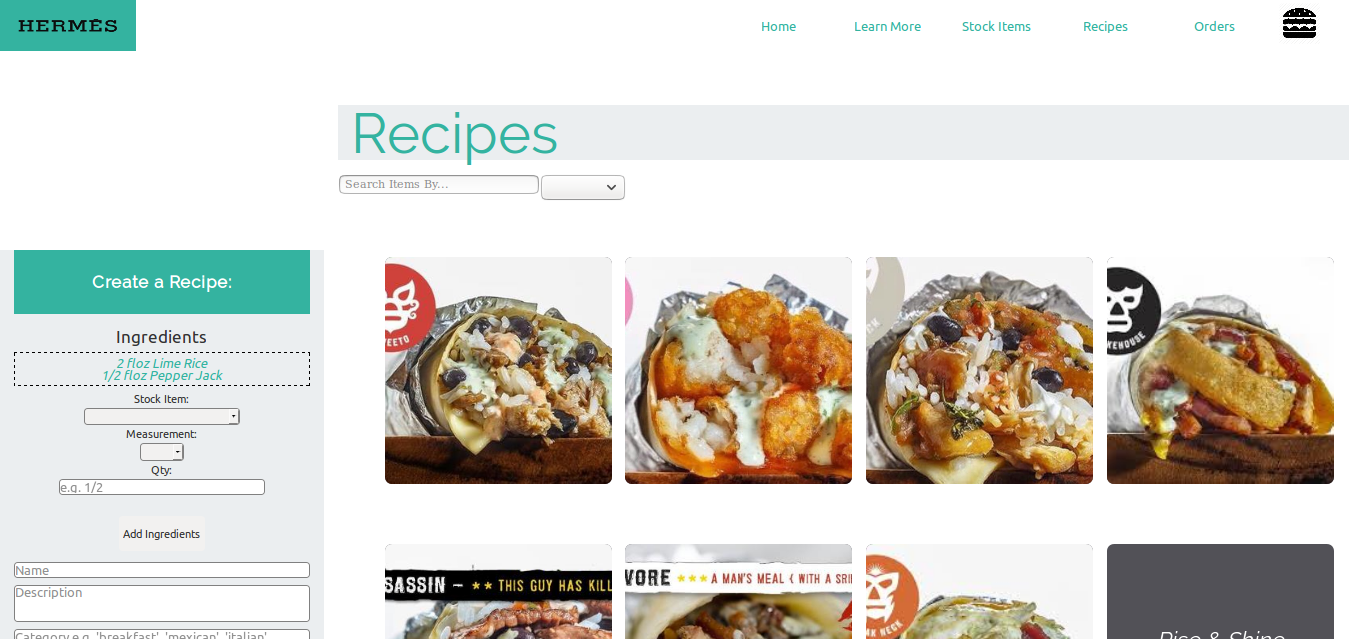 HERMĒS
Home
Learn More
Stock Items
Recipes
Orders
Recipes
Search Items By...
Create a Recipe:
Ingredients
2 floz Lime Rice
1/2 floz Pepper Jack
Stock Item:
Measurement:
Qty:
e.g. 1/2
Add Ingredients
Name
Description
Category e.g. 'breakfast', 'mexican', 'italian'
EETO
C.M.
KEHOUSE
SASSIN – ★★ THIS GUY HAS KILL
VORE ★★★ A MAN'S MEAL { WITH A SRI
AK NECK
Rise & Shine